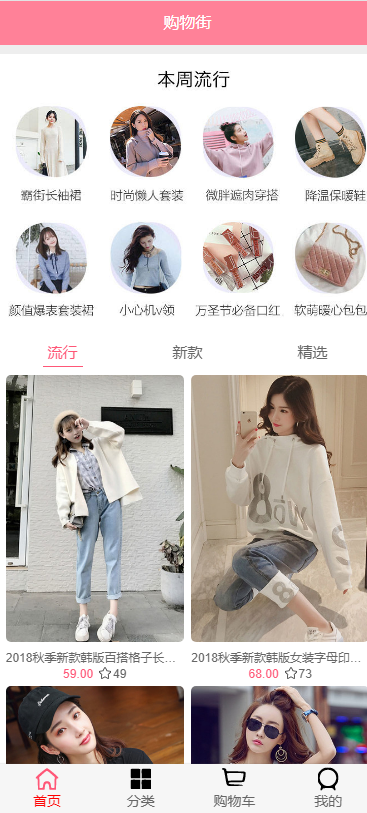 购物街
本周流行
霸街长袖裙 时尚懒人套装 微胖遮肉穿搭 降温保暖鞋
颜值爆表套装裙 小心机v领 万圣节必备口红 软萌暖心包包
流行 新款 精选
2018秋季新款韩版百搭格子长... 2018秋季新款韩版女装字母印...
59.00 49 68.00 73
首页 分类 购物车 我的